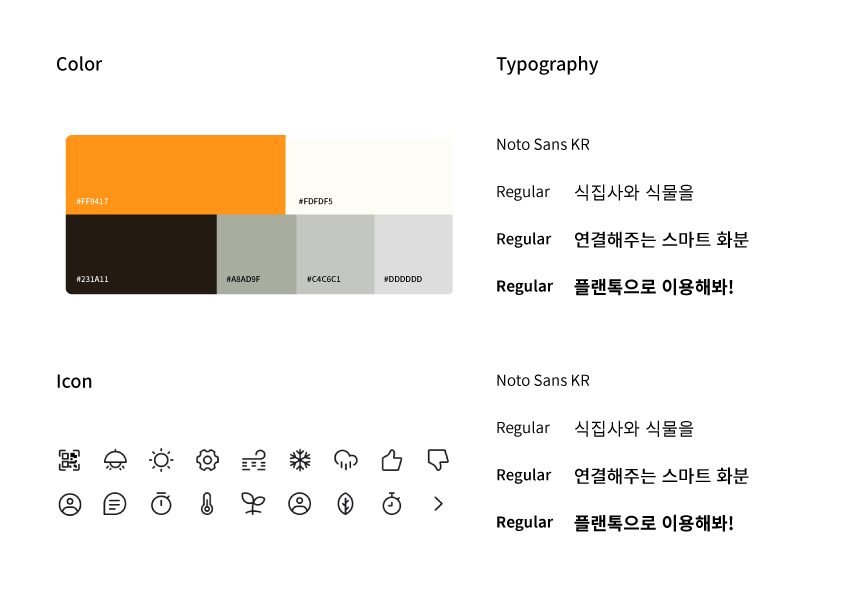 Color
#FF9417
#FDFDF5
#231A11
#A8AD9F
#C4C6C1
#DDDDDD
Typography
Noto Sans KR
Regular 식집사와 식물을
Regular 연결해주는 스마트 화분
Regular 플랜톡으로 이용해봐!
Icon
Noto Sans KR
Regular 식집사와 식물을
Regular 연결해주는 스마트 화분
Regular 플랜톡으로 이용해봐!